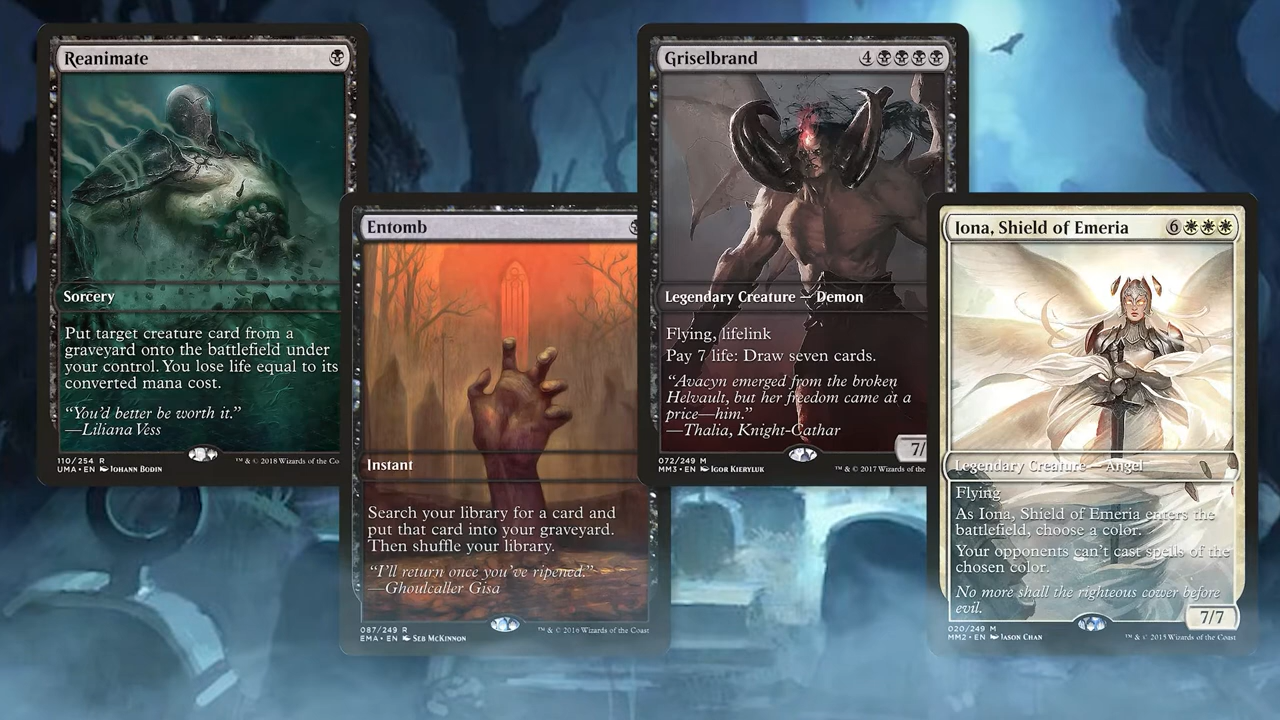 Reanimate
Sorcery
Put target creature card from a
graveyard onto the battlefield under
your control. You lose life equal to its
converted mana cost.
“You’d better be worth it.”
—Liliana Vess
110/254 R
UMA • EN Johann Bodin
™ & © 2018 Wizards of the Co
Entomb
Instant
Search your library for a card and
put that card into your graveyard.
Then shuffle your library.
“I’ll return once you’ve ripened.”
—Ghoulcaller Gisa
087/249 R
EMA • EN Seb McKinnon
™ & © 2016 Wizards of the Coast
Griselbrand
4
Legendary Creature — Demon
Flying, lifelink
Pay 7 life: Draw seven cards.
“Avacyn emerged from the broken
Helvault, but her freedom came at a
price—him.”
—Thalia, Knight-Cathar
7/
072/249 M
MM3 • EN Igor Kieryluk
™ & © 2017 Wizards of the Co
Iona, Shield of Emeria
6
Legendary Creature — Angel
Flying
As Iona, Shield of Emeria enters the
battlefield, choose a color.
Your opponents can’t cast spells of the
chosen color.
No more shall the righteous cower before
evil.
7/7
020/249 M
MM2 • EN Jason Chan
™ & © 2015 Wizards of the Coast